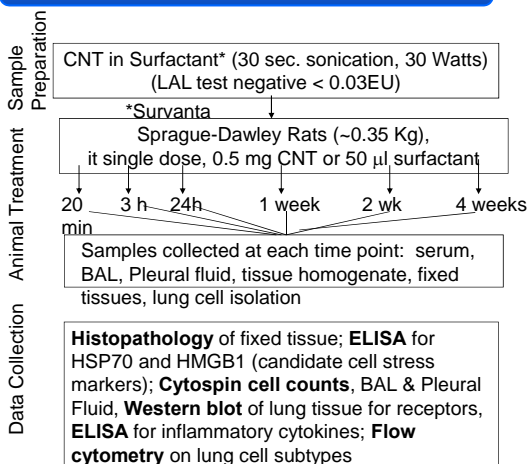 Sample
Preparation
CNT in Surfactant* (30 sec. sonication, 30 Watts)
(LAL test negative < 0.03EU)
*Survanta
Animal Treatment
Sprague-Dawley Rats (~0.35 Kg),
it single dose, 0.5 mg CNT or 50 μl surfactant
20 min
3 h
24h
1 week
2 wk
4 weeks
Samples collected at each time point: serum,
BAL, Pleural fluid, tissue homogenate, fixed
tissues, lung cell isolation
Data Collection
Histopathology of fixed tissue; ELISA for
HSP70 and HMGB1 (candidate cell stress
markers); Cytospin cell counts, BAL & Pleural
Fluid, Western blot of lung tissue for receptors,
ELISA for inflammatory cytokines; Flow
cytometry on lung cell subtypes